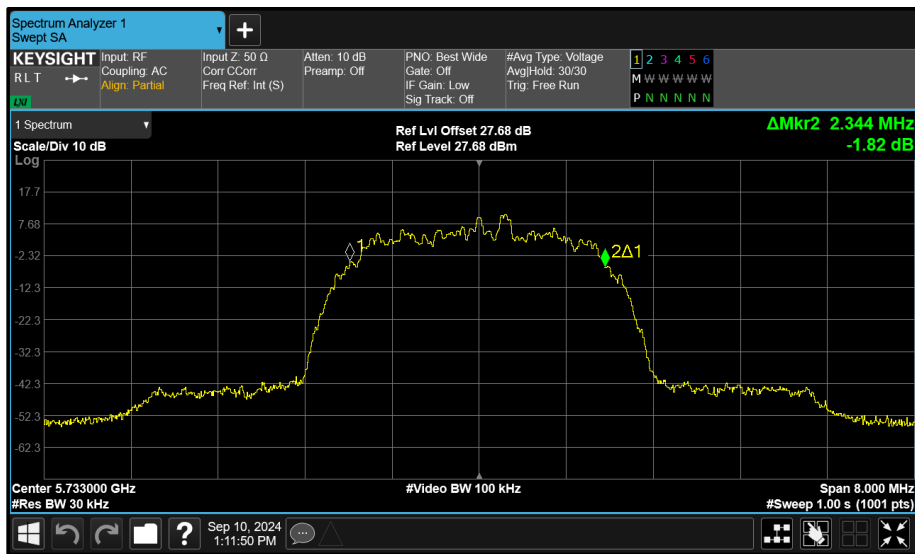 Spectrum Analyzer 1
Swept SA
KEYSIGHT
R L T
LXI
Input: RF
Coupling: AC
Align: Partial
Input Z: 50 Ω
Corr CCorr
Freq Ref: Int (S)
Atten: 10 dB
Preamp: Off
PNO: Best Wide
Gate: Off
IF Gain: Low
Sig Track: Off
#Avg Type: Voltage
Avg|Hold: 30/30
Trig: Free Run
1 2 3 4 5 6
M W W W W W
P N N N N N
1 Spectrum
Scale/Div 10 dB
Log
Ref Lvl Offset 27.68 dB
Ref Level 27.68 dBm
ΔMkr2 2.344 MHz
-1.82 dB
17.7
7.68
-2.32
-12.3
-22.3
-32.3
-42.3
-52.3
-62.3
1
2Δ1
Center 5.733000 GHz
#Res BW 30 kHz
#Video BW 100 kHz
Span 8.000 MHz
#Sweep 1.00 s (1001 pts)
?
Sep 10, 2024
1:11:50 PM